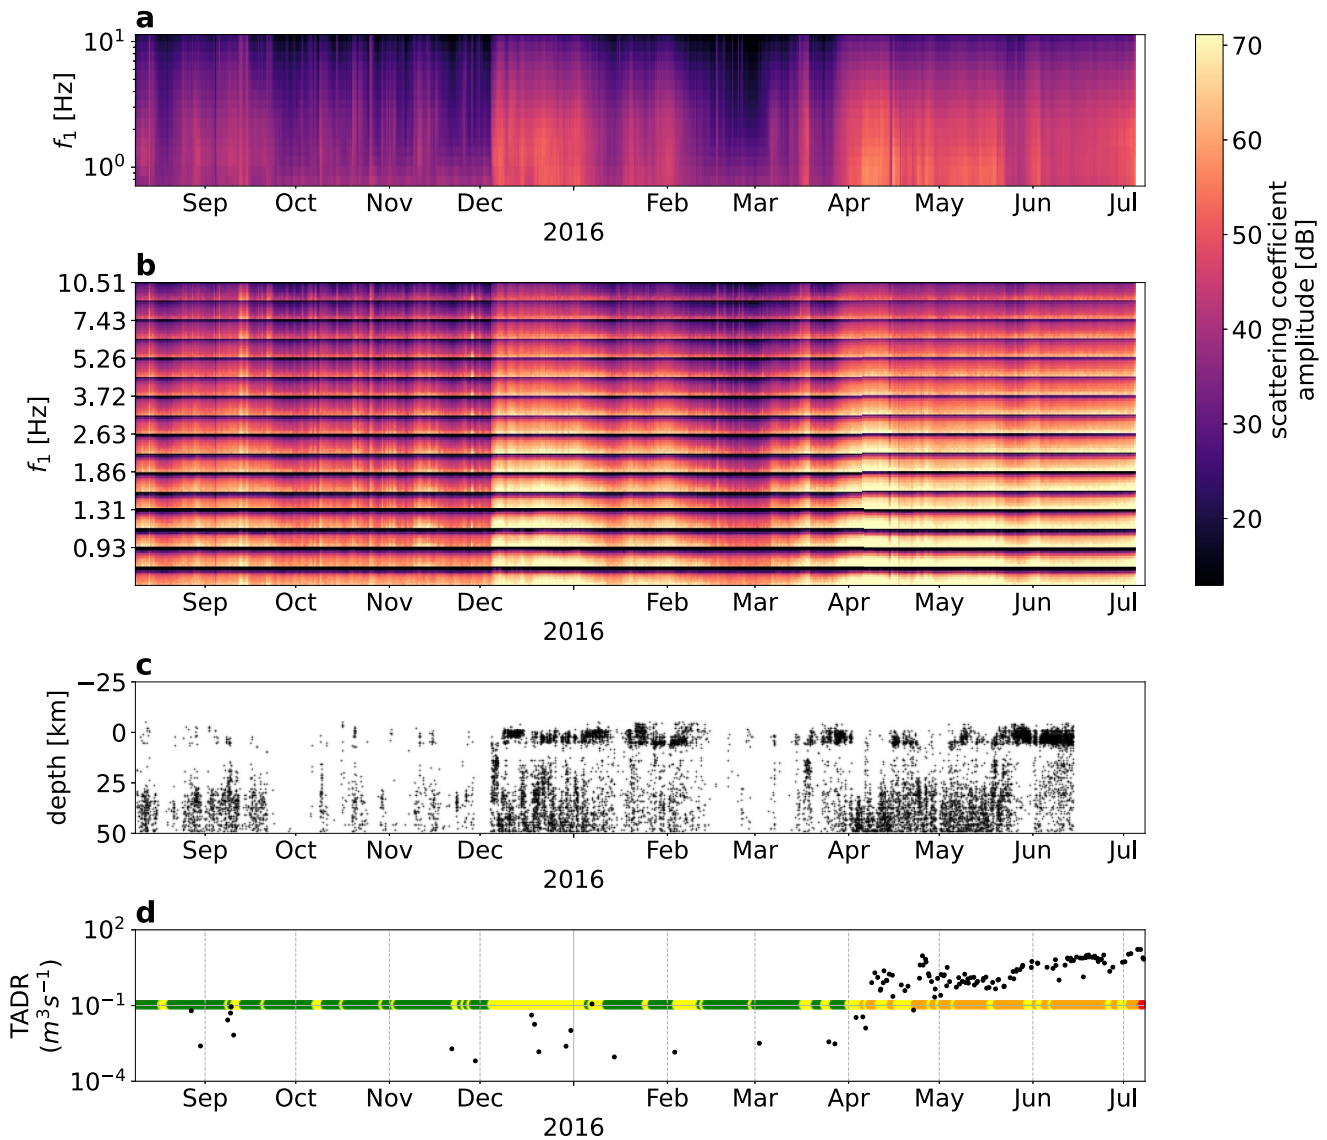 a
10¹
10⁰
f₁ [Hz]
Sep Oct Nov Dec Feb Mar Apr May Jun Jul
2016
b
10.51
7.43
5.26
3.72
2.63
1.86
1.31
0.93
f₁ [Hz]
Sep Oct Nov Dec Feb Mar Apr May Jun Jul
2016
70
60
50
40
30
20
scattering coefficient
amplitude [dB]
c
−25
0
25
50
depth [km]
Sep Oct Nov Dec Feb Mar Apr May Jun Jul
2016
d
10²
10⁻¹
10⁻⁴
TADR
(m³s⁻¹)
Sep Oct Nov Dec Feb Mar Apr May Jun Jul
2016